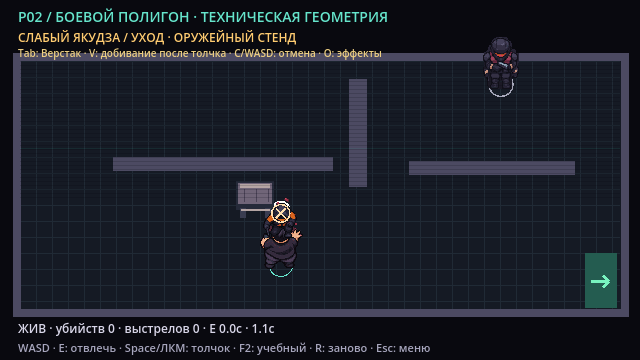 P02 / БОЕВОЙ ПОЛИГОН · ТЕХНИЧЕСКАЯ ГЕОМЕТРИЯ
СЛАБЫЙ ЯКУДЗА / УХОД · ОРУЖЕЙНЫЙ СТЕНД
Tab: Верстак · V: добивание после толчка · C/WASD: отмена · O: эффекты
ЖИВ · убийств 0 · выстрелов 0 · E 0.0с · 1.1с
WASD · E: отвлечь · Space/ЛКМ: толчок · F2: учебный · R: заново · Esc: меню